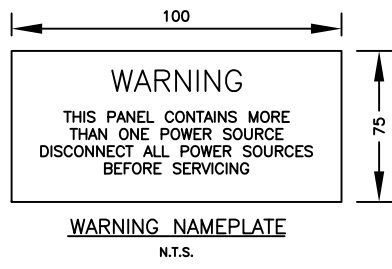 100
WARNING
THIS PANEL CONTAINS MORE
THAN ONE POWER SOURCE
DISCONNECT ALL POWER SOURCES
BEFORE SERVICING
75
WARNING NAMEPLATE
N.T.S.